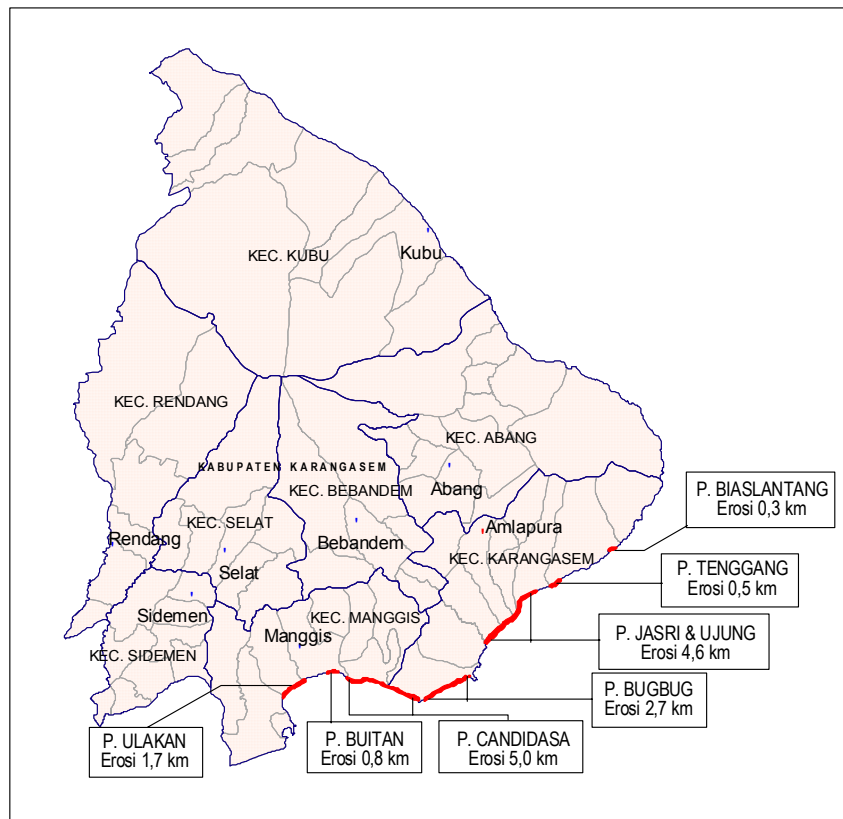 KEC. KUBU
Kubu
KEC. RENDANG
KEC. ABANG
KABUPATEN KARANGASEM
KEC. BEBANDEM
Abang
P. BIASLANTANG
Erosi 0,3 km
KEC. SELAT
Amlapura
Rendang
Bebandem
KEC. KARANGASEM
Selat
P. TENGGANG
Erosi 0,5 km
Sidemen
KEC. MANGGIS
Manggis
P. JASRI & UJUNG
Erosi 4,6 km
KEC. SIDEMEN
P. BUGBUG
Erosi 2,7 km
P. ULAKAN
Erosi 1,7 km
P. BUITAN
Erosi 0,8 km
P. CANDIDASA
Erosi 5,0 km